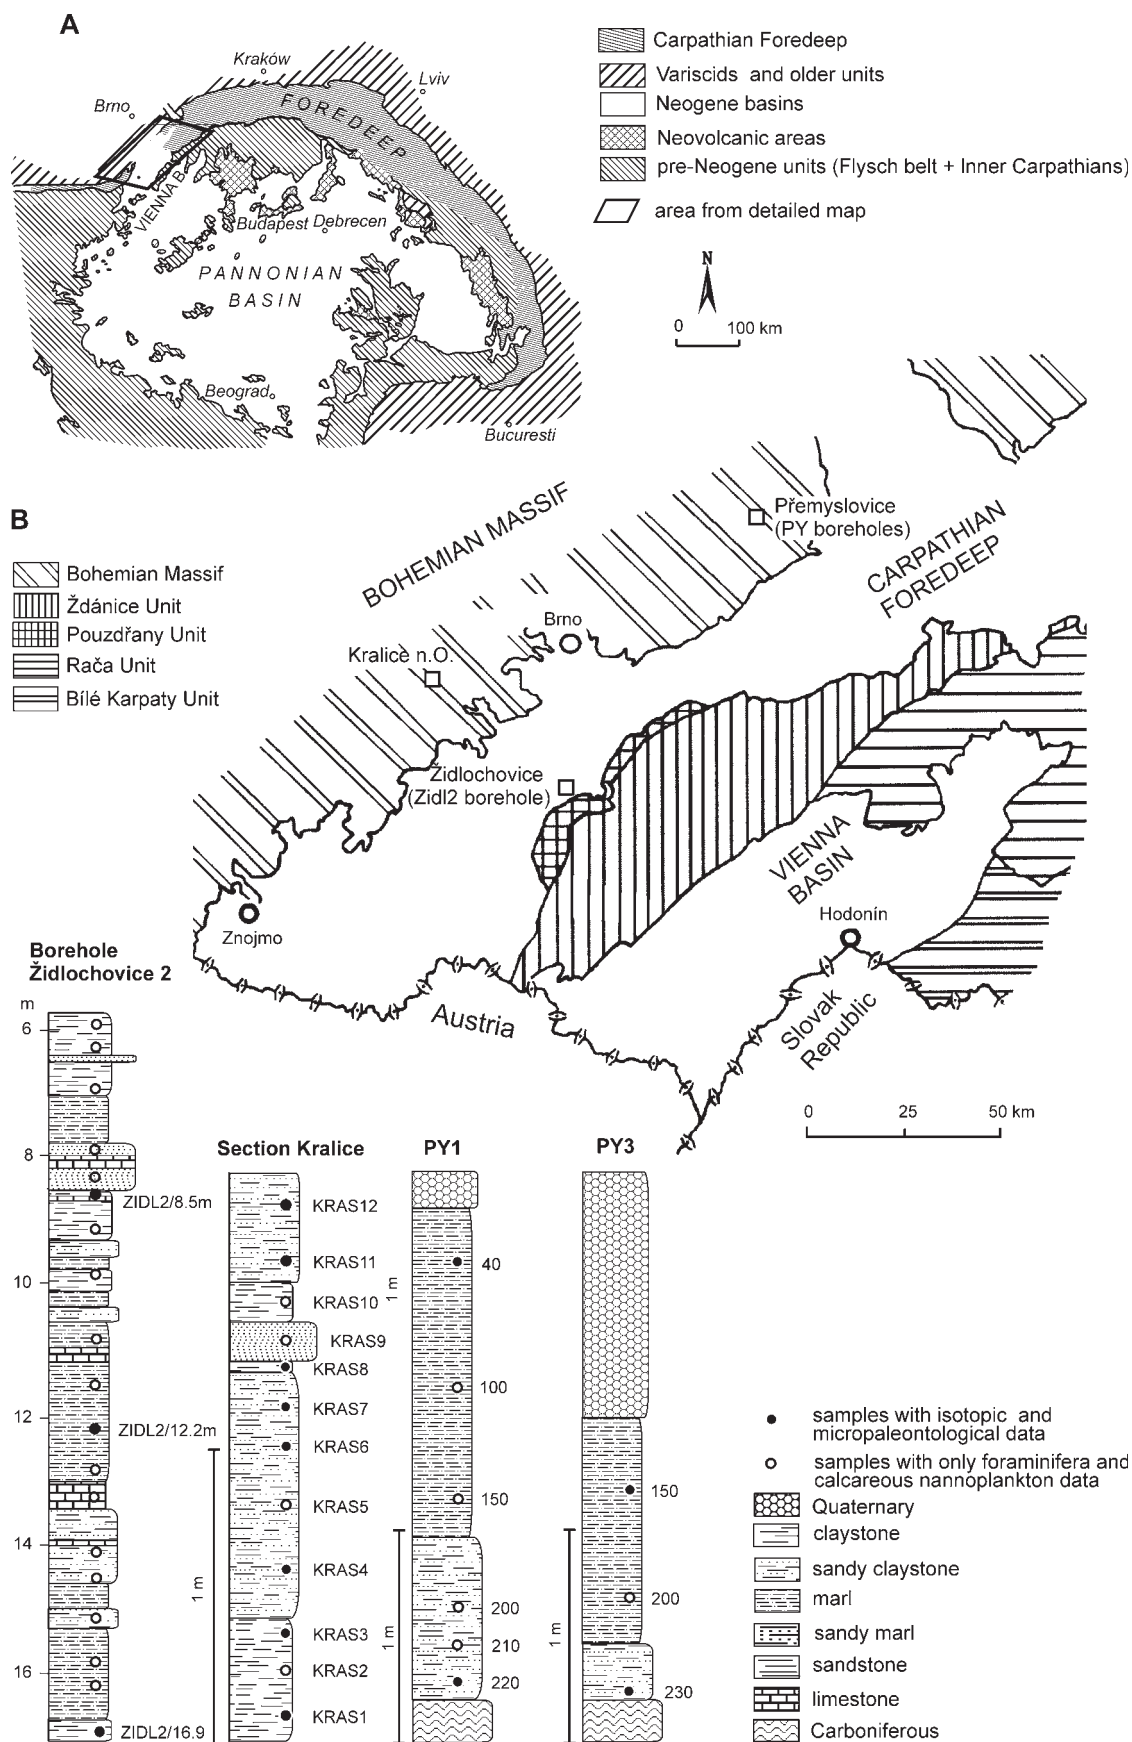 A
Carpathian Foredeep
Variscids and older units
Neogene basins
Neovolcanic areas
pre-Neogene units (Flysch belt + Inner Carpathians)
area from detailed map
Kraków
Lviv
Brno
FOREDEEP
VIENNA B.
Budapest
Debrecen
PANNONIAN
BASIN
Beograd
Bucuresti
N
0 100 km
B
Bohemian Massif
Ždánice Unit
Pouzdřany Unit
Rača Unit
Bílé Karpaty Unit
BOHEMIAN MASSIF
Přemyslovice
(PY boreholes)
CARPATHIAN
FOREDEEP
Brno
Kralice n.O.
Židlochovice
(Zidl2 borehole)
VIENNA
BASIN
Hodonín
Znojmo
Austria
Slovak
Republic
0 25 50 km
Borehole
Židlochovice 2
m
6
8
10
12
14
16
ZIDL2/8.5m
ZIDL2/12.2m
ZIDL2/16.9
Section Kralice
KRAS12
KRAS11
KRAS10
KRAS9
KRAS8
KRAS7
KRAS6
KRAS5
KRAS4
KRAS3
KRAS2
KRAS1
1 m
PY1
40
100
150
200
210
220
1 m
1 m
PY3
150
200
230
1 m
samples with isotopic and
micropaleontological data
samples with only foraminifera and
calcareous nannoplankton data
Quaternary
claystone
sandy claystone
marl
sandy marl
sandstone
limestone
Carboniferous